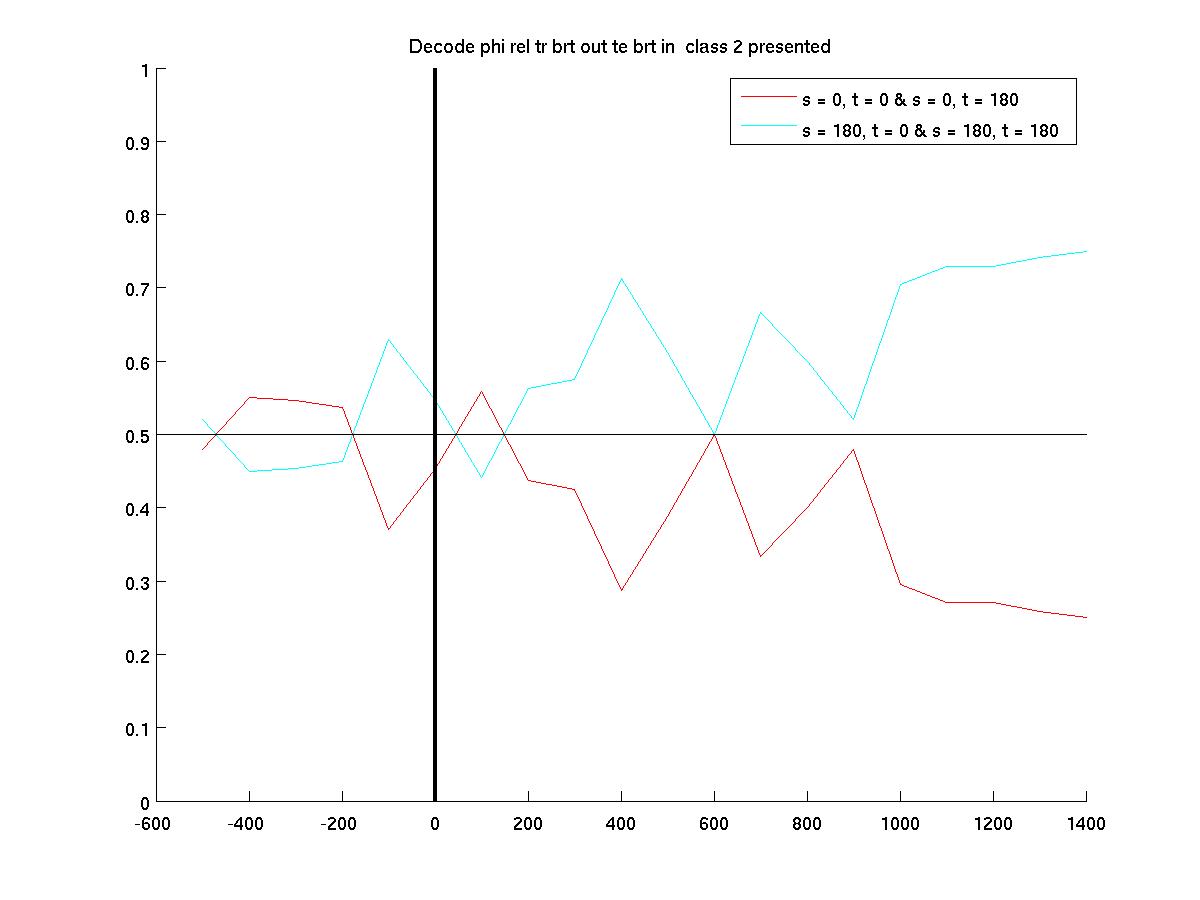 Decode phi rel tr brt out te brt in  class 2 presented
s = 0, t = 0 & s = 0, t = 180
s = 180, t = 0 & s = 180, t = 180
1
0.9
0.8
0.7
0.6
0.5
0.4
0.3
0.2
0.1
0
-600 -400 -200 0 200 400 600 800 1000 1200 1400